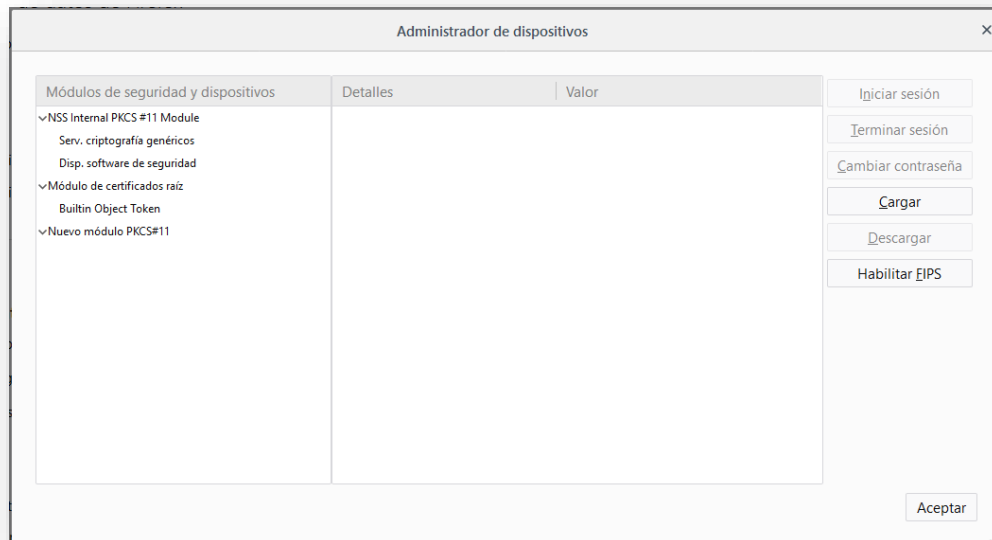 Administrador de dispositivos
Módulos de seguridad y dispositivos Detalles Valor
NSS Internal PKCS #11 Module
Serv. criptografía genéricos
Disp. software de seguridad
Módulo de certificados raíz
Builtin Object Token
Nuevo módulo PKCS#11
Iniciar sesión
Terminar sesión
Cambiar contraseña
Cargar
Descargar
Habilitar FIPS
Aceptar